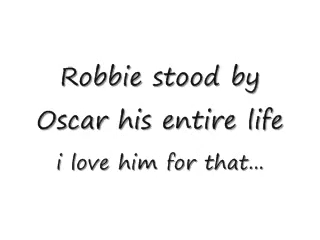 Robbie stood by
Oscar his entire life
i love him for that...